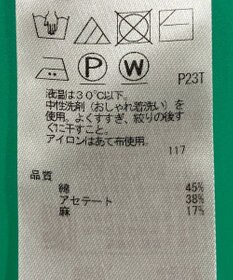 P W
P23T
液温は30℃以下。
中性洗剤(おしゃれ着洗い)を
使用、よくすすぎ、絞りの後す
ぐに干すこと。
アイロンはあて布使用。
117
品質
綿 45%
アセテート 38%
麻 17%